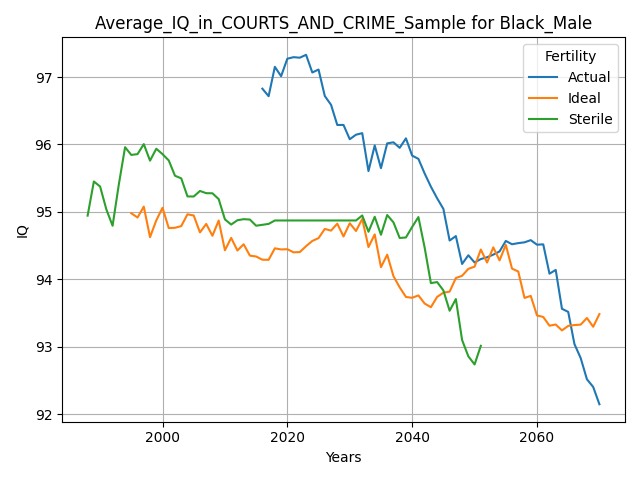 Average_IQ_in_COURTS_AND_CRIME_Sample for Black_Male
Fertility
Actual
Ideal
Sterile
IQ
97
96
95
94
93
92
2000
2020
2040
2060
Years